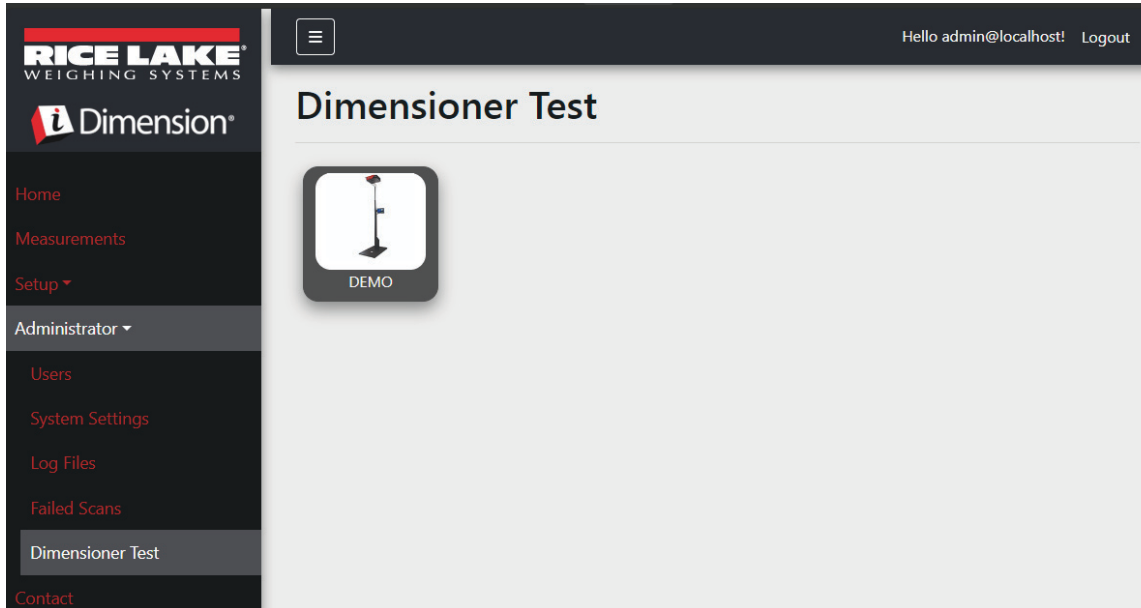 RICE LAKE®
WEIGHING SYSTEMS
i Dimension®
Home
Measurements
Setup
Administrator
Users
System Settings
Log Files
Failed Scans
Dimensioner Test
Contact
Hello admin@localhost! Logout
Dimensioner Test
DEMO